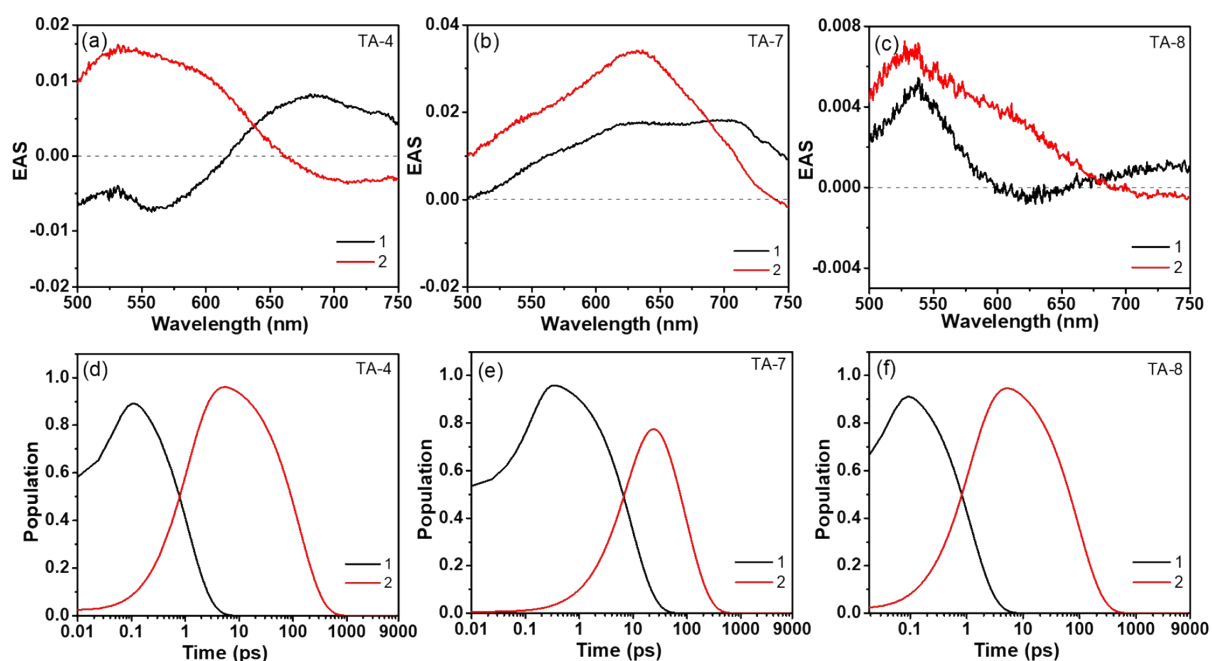 (a) TA-4
EAS
0.02
0.01
0.00
-0.01
-0.02
1
2
500 550 600 650 700 750
Wavelength (nm)
(b) TA-7
EAS
0.04
0.02
0.00
-0.02
1
2
500 550 600 650 700 750
Wavelength (nm)
(c) TA-8
EAS
0.008
0.004
0.000
-0.004
1
2
500 550 600 650 700 750
Wavelength (nm)
(d) TA-4
Population
1.0
0.8
0.6
0.4
0.2
0.0
1
2
0.01 0.1 1 10 100 9000
Time (ps)
(e) TA-7
Population
1.0
0.8
0.6
0.4
0.2
0.0
1
2
0.01 0.1 1 10 100 9000
Time (ps)
(f) TA-8
Population
1.0
0.8
0.6
0.4
0.2
0.0
1
2
0.1 1 10 100 9000
Time (ps)